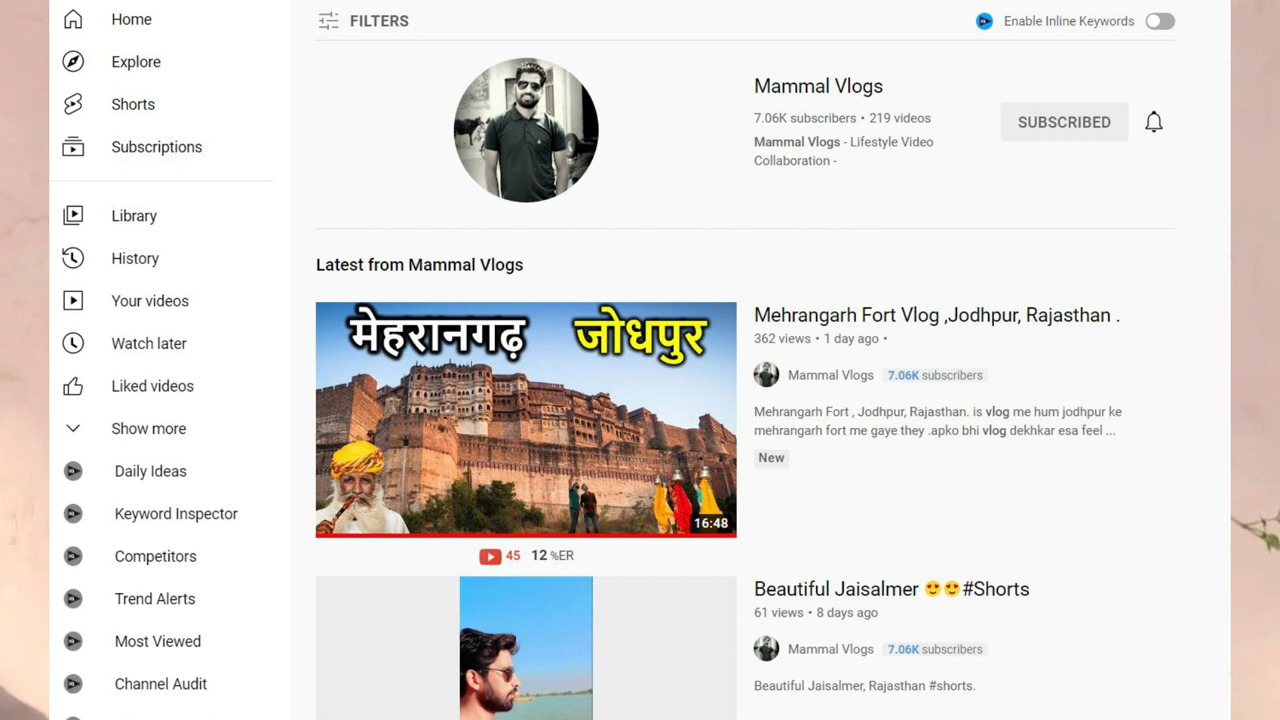 Home
Explore
Shorts
Subscriptions
Library
History
Your videos
Watch later
Liked videos
Show more
Daily Ideas
Keyword Inspector
Competitors
Trend Alerts
Most Viewed
Channel Audit
FILTERS
Enable Inline Keywords
Mammal Vlogs
7.06K subscribers • 219 videos
Mammal Vlogs - Lifestyle Video
Collaboration -
SUBSCRIBED
Latest from Mammal Vlogs
मेहरानगढ़ जोधपुर
16:48
45 12 %ER
Mehrangarh Fort Vlog ,Jodhpur, Rajasthan .
362 views • 1 day ago •
Mammal Vlogs 7.06K subscribers
Mehrangarh Fort , Jodhpur, Rajasthan. is vlog me hum jodhpur ke
mehrangarh fort me gaye they .apko bhi vlog dekhkar esa feel ...
New
Beautiful Jaisalmer 😍😍#Shorts
61 views • 8 days ago
Mammal Vlogs 7.06K subscribers
Beautiful Jaisalmer, Rajasthan #shorts.